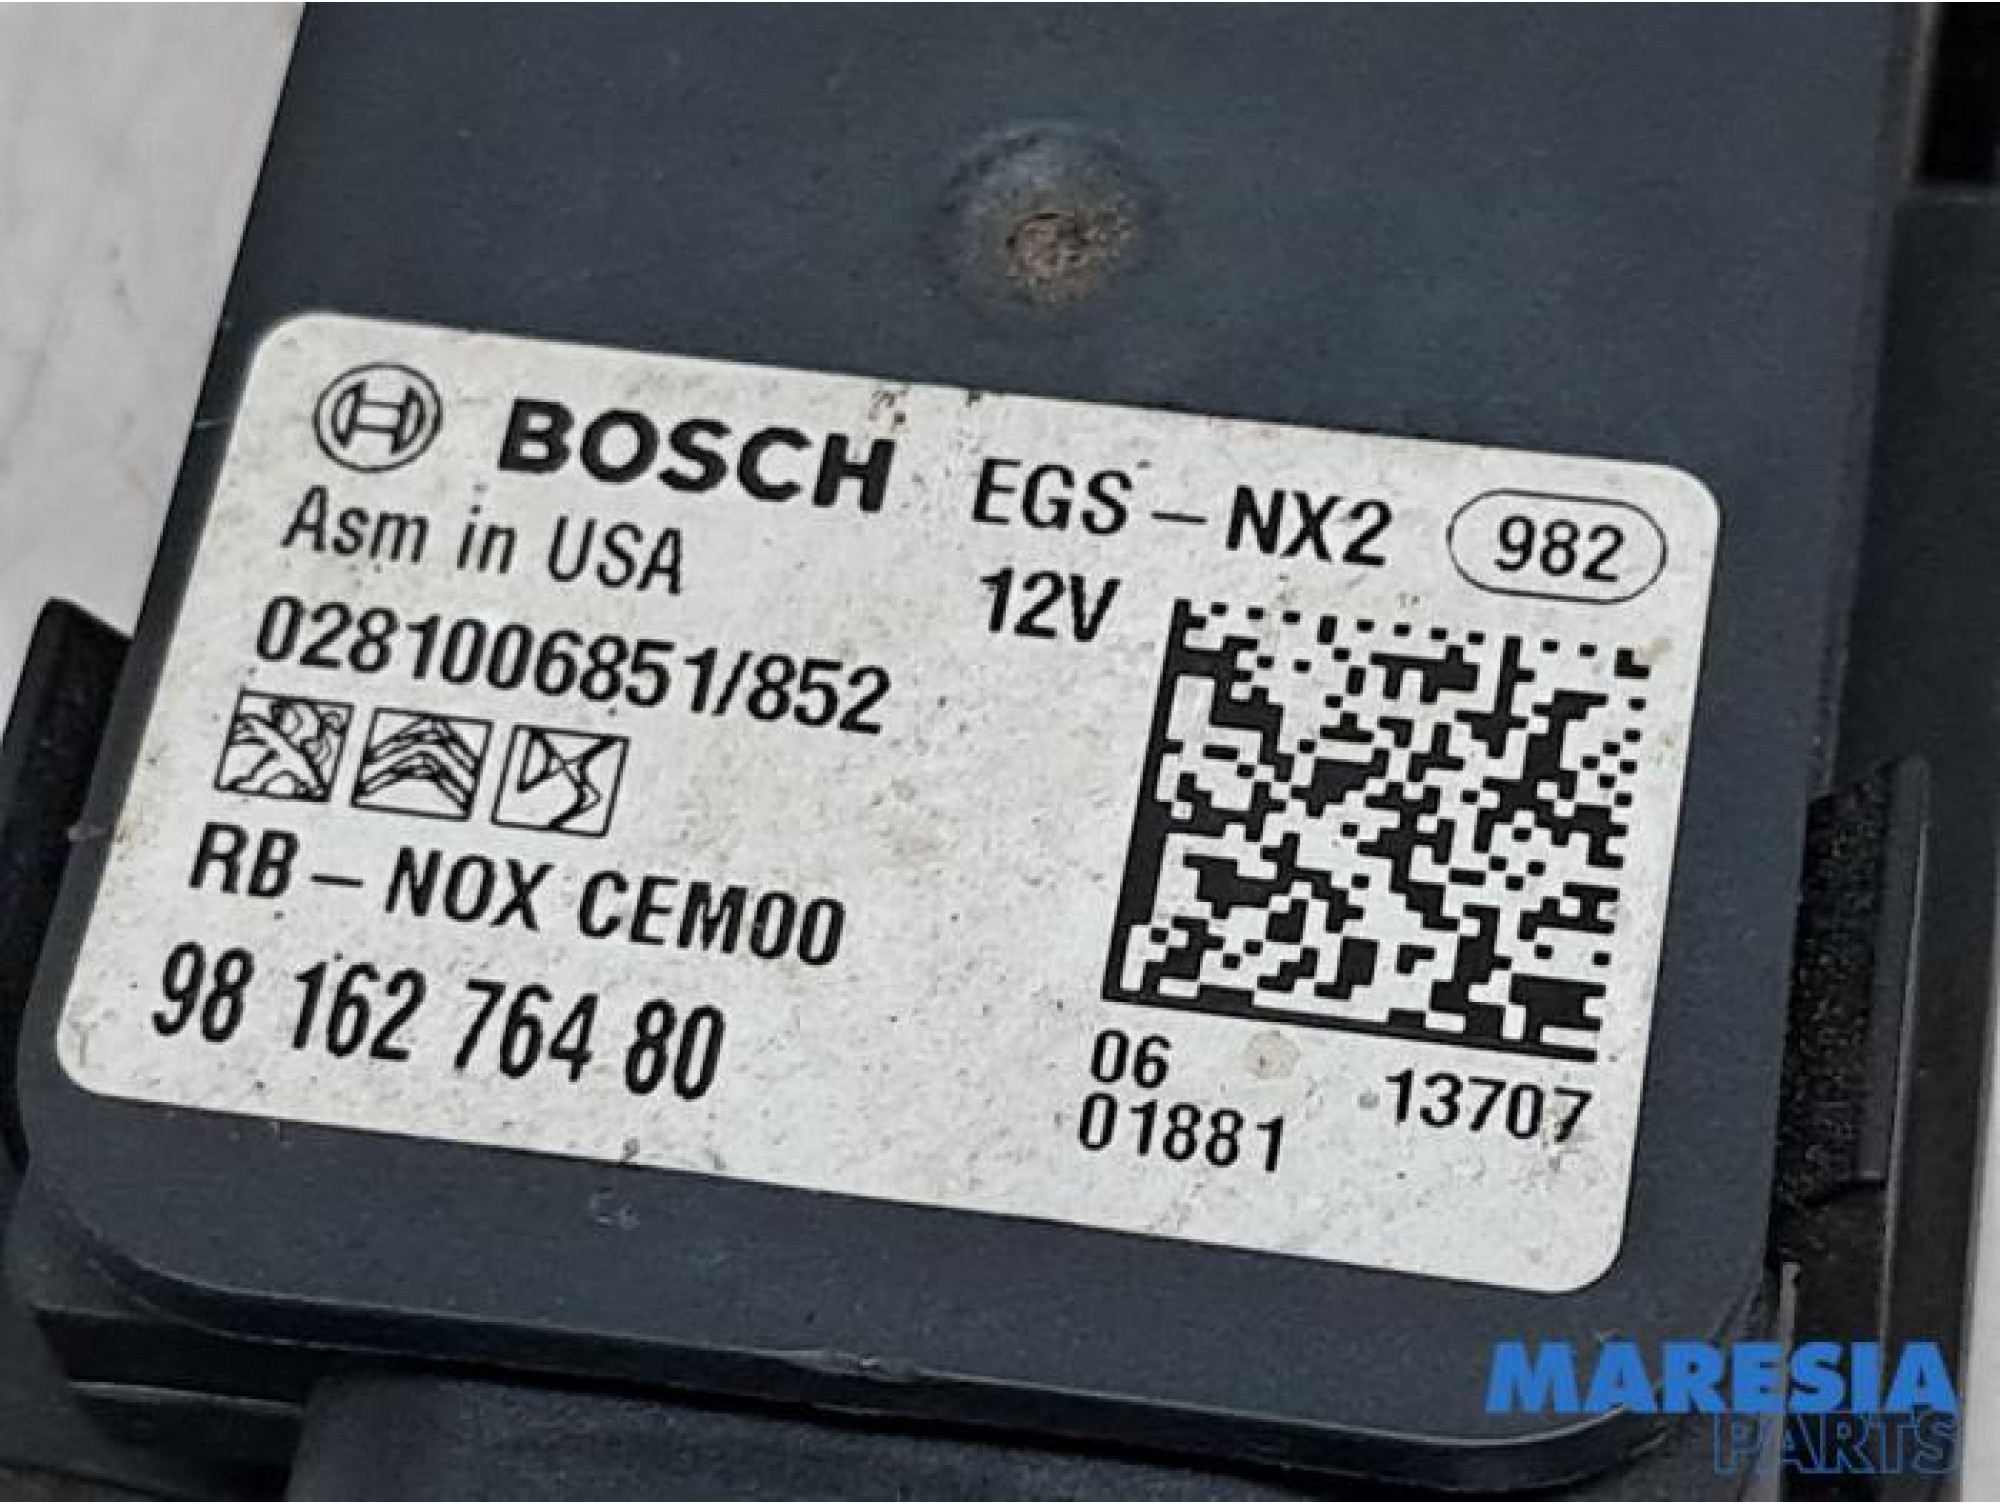 BOSCH EGS-NX2 982
Asm in USA 12V
0281006851/852
RB-NOX CEM00
98 162 764 80
06 13707
01881
MARESIA
PARTS